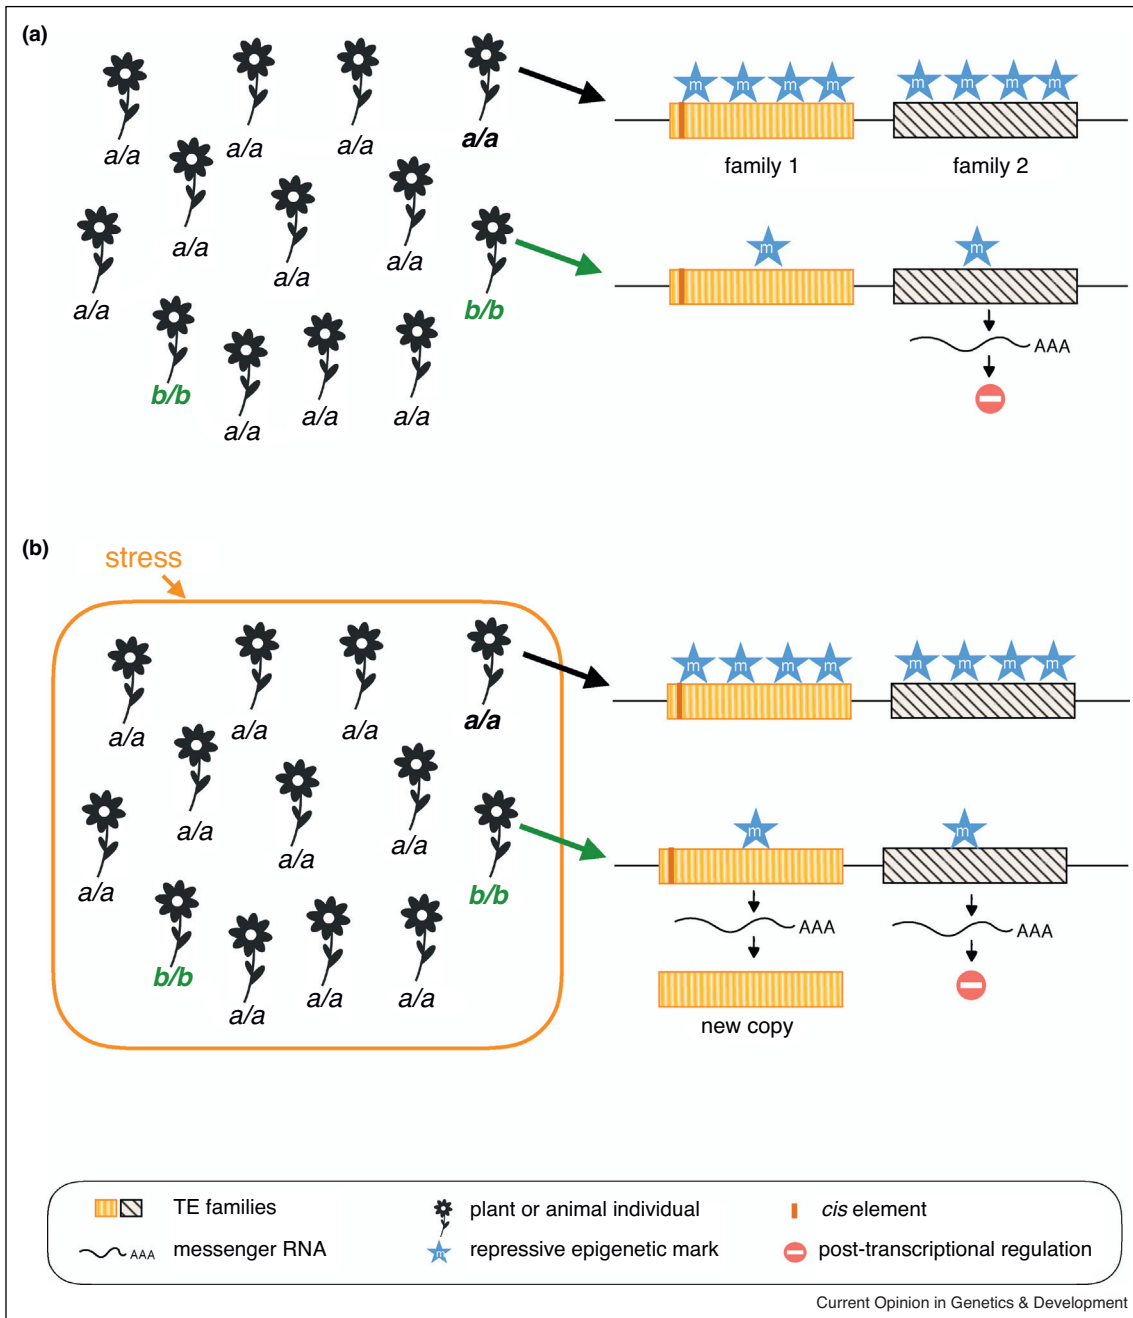 (a)
a/a
a/a
a/a
a/a
m m m m
m m m m
family 1
family 2
a/a
a/a
a/a
a/a
b/b
m
m
AAA
b/b
a/a
a/a
a/a
(b)
stress
a/a
a/a
a/a
a/a
m m m m
m m m m
a/a
a/a
a/a
a/a
b/b
m
m
AAA
AAA
b/b
a/a
a/a
a/a
new copy
TE families
plant or animal individual
cis element
AAA messenger RNA
m repressive epigenetic mark
post-transcriptional regulation
Current Opinion in Genetics & Development